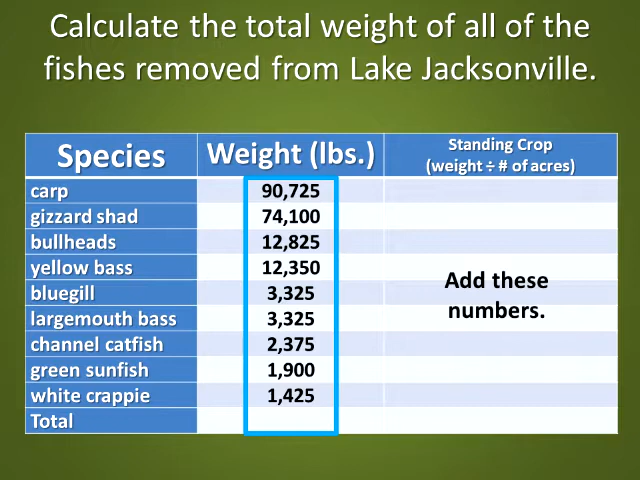 Calculate the total weight of all of the
fishes removed from Lake Jacksonville.
Species Weight (lbs.) Standing Crop
(weight ÷ # of acres)
carp 90,725
gizzard shad 74,100
bullheads 12,825
yellow bass 12,350
bluegill 3,325
largemouth bass 3,325
channel catfish 2,375
green sunfish 1,900
white crappie 1,425
Total
Add these
numbers.